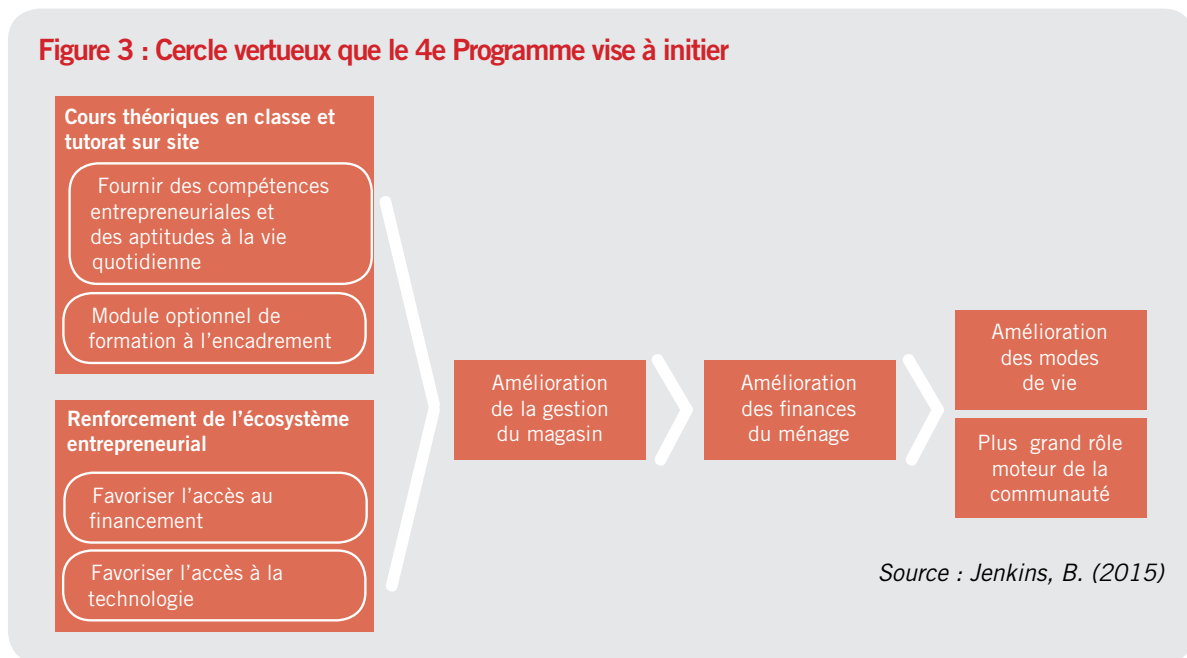 Figure 3 : Cercle vertueux que le 4e Programme vise à initier
Cours théoriques en classe et
tutorat sur site
Fournir des compétences
entrepreneuriales et
des aptitudes à la vie
quotidienne
Module optionnel de
formation à l'encadrement
Renforcement de l'écosystème
entrepreneurial
Favoriser l'accès au
financement
Favoriser l'accès à la
technologie
Amélioration
de la gestion
du magasin
Amélioration
des finances
du ménage
Amélioration
des modes
de vie
Plus grand rôle
moteur de la
communauté
Source : Jenkins, B. (2015)